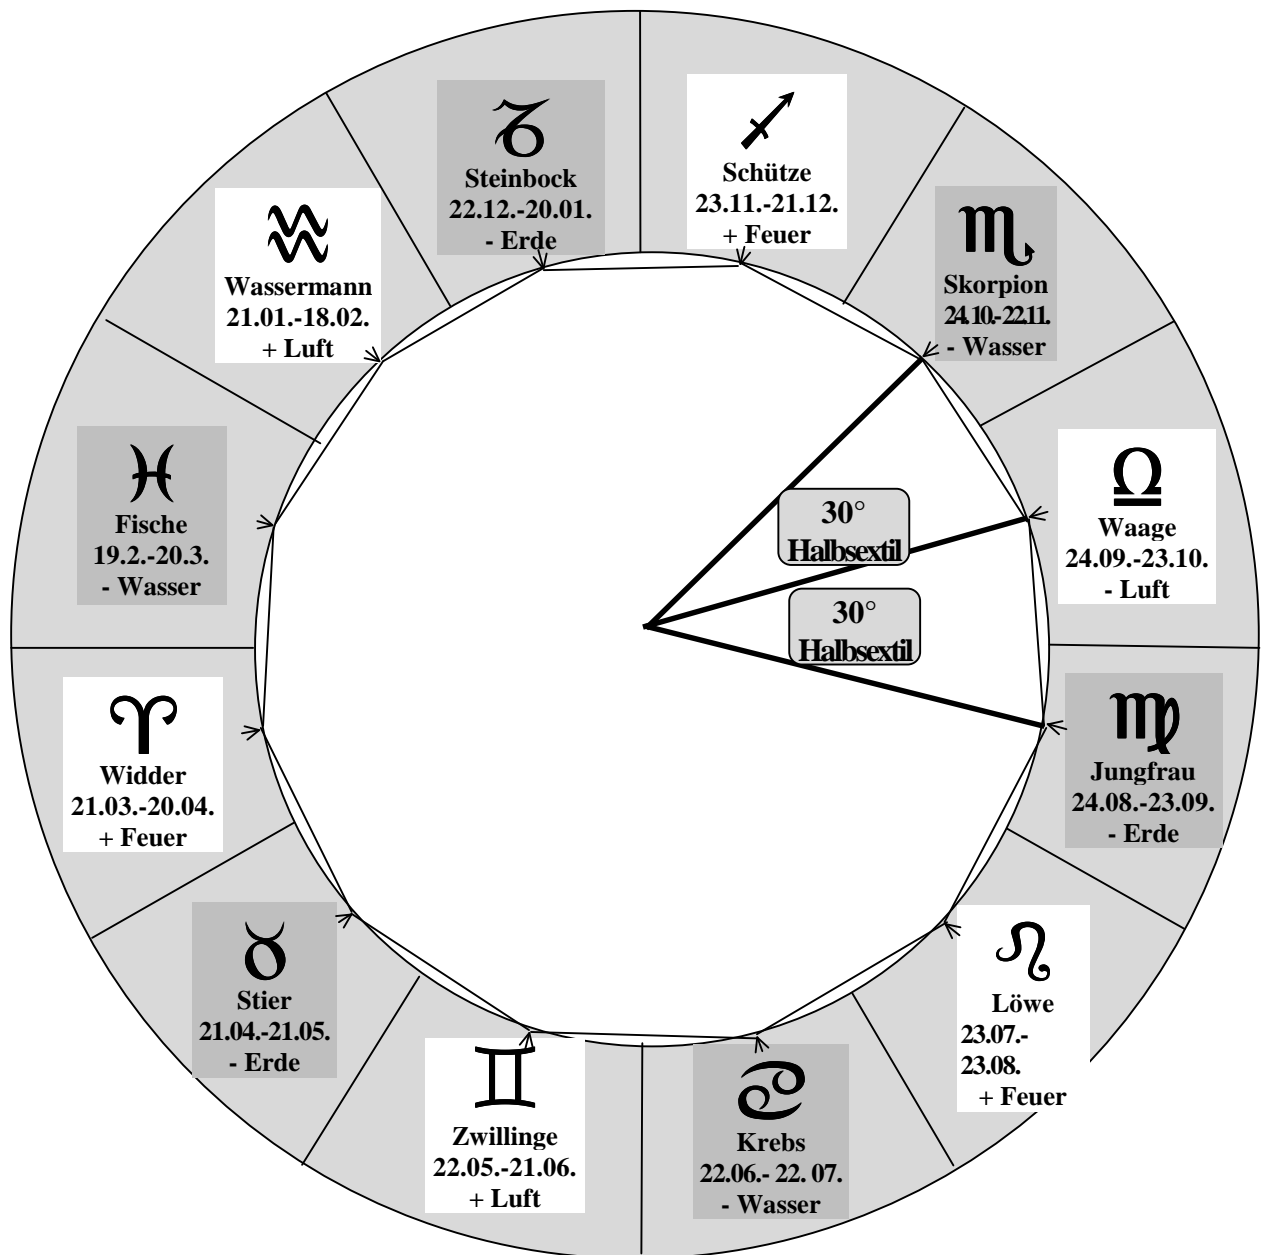 Steinbock
22.12.-20.01.
- Erde
Schütze
23.11.-21.12.
+ Feuer
Wassermann
21.01.-18.02.
+ Luft
Skorpion
24.10.-22.11.
- Wasser
Fische
19.2.-20.3.
- Wasser
30°
Halbsextil
Waage
24.09.-23.10.
- Luft
30°
Halbsextil
Widder
21.03.-20.04.
+ Feuer
Jungfrau
24.08.-23.09.
- Erde
Stier
21.04.-21.05.
- Erde
Löwe
23.07.-
23.08.
+ Feuer
Zwillinge
22.05.-21.06.
+ Luft
Krebs
22.06.- 22. 07.
- Wasser